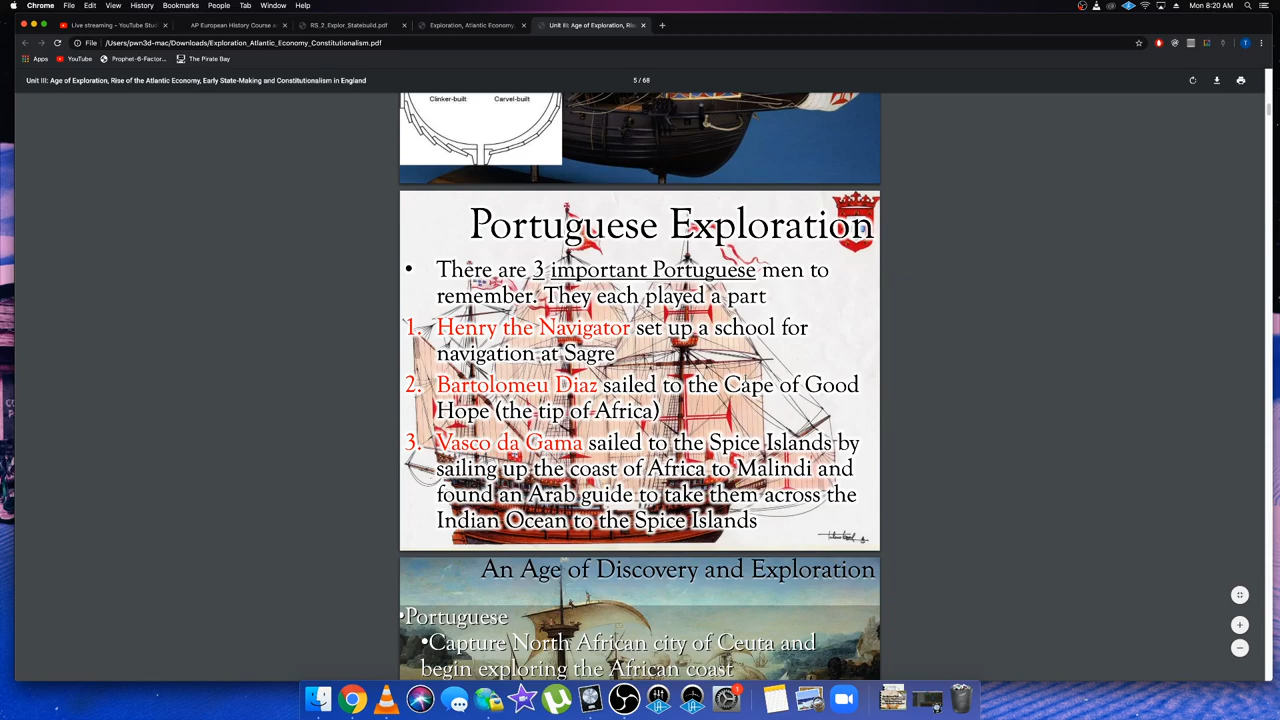 Chrome File Edit View History Bookmarks People Tab Window Help Mon 8:20 AM
Live streaming - YouTube Stu AP European History Course a RS_2_Explor_Statebuild.pdf Exploration, Atlantic Economy, Unit III: Age of Exploration, Ris
File /Users/pwn3d-mac/Downloads/Exploration_Atlantic_Economy_Constitutionalism.pdf
Apps YouTube Prophet-6-Factor... The Pirate Bay
Unit III: Age of Exploration, Rise of the Atlantic Economy, Early State-Making and Constitutionalism in England 5 / 68
Clinker-built Carvel-built
Portuguese Exploration
• There are 3 important Portuguese men to
remember. They each played a part
1. Henry the Navigator set up a school for
navigation at Sagre
2. Bartolomeu Diaz sailed to the Cape of Good
Hope (the tip of Africa)
3. Vasco da Gama sailed to the Spice Islands by
sailing up the coast of Africa to Malindi and
found an Arab guide to take them across the
Indian Ocean to the Spice Islands
An Age of Discovery and Exploration
•Portuguese
•Capture North African city of Ceuta and
begin exploring the African coast